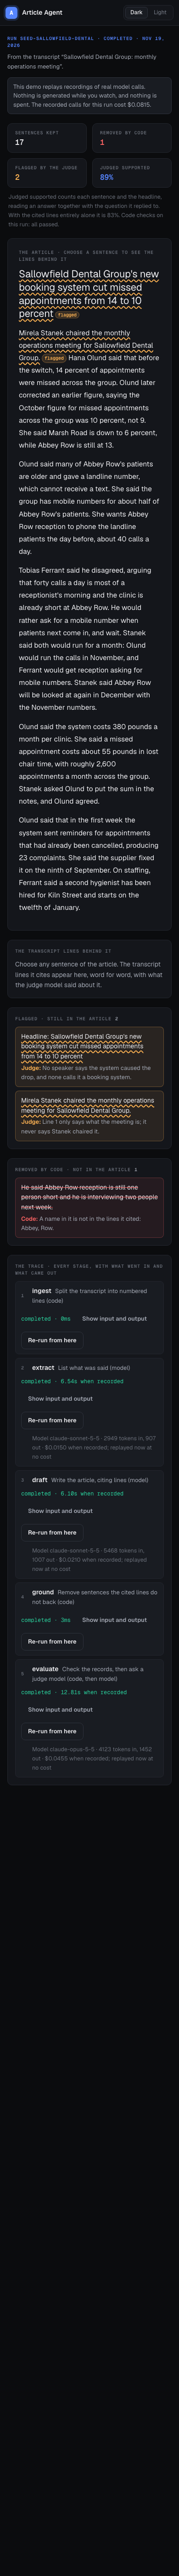 A Article Agent Dark Light
RUN SEED-SALLOWFIELD-DENTAL · COMPLETED · NOV 10,
2026
From the transcript "Sallowfield Dental Group: monthly
operations meeting".
This demo replays recordings of real model calls.
Nothing is generated while you watch, and nothing is
spent. The recorded calls for this run cost $0.0815.
SENTENCES KEPT
17
REMOVED BY CODE
1
FLAGGED BY THE JUDGE
2
JUDGED SUPPORTED
89%
Judged supported counts each sentence and the headline,
reading an answer together with the question it replied to.
With the cited lines entirely alone it is 83%. Code checks on
this run: all passed.
THE ARTICLE · CHOOSE A SENTENCE TO SEE THE
LINES BEHIND IT
Sallowfield Dental Group's new
booking system cut missed
appointments from 14 to 10
percent flagged
Mirela Stanek chaired the monthly
operations meeting for Sallowfield Dental
Group. flagged Hana Olund said that before
the switch, 14 percent of appointments
were missed across the group. Olund later
corrected an earlier figure, saying the
October figure for missed appointments
across the group was 10 percent, not 9.
She said Marsh Road is down to 6 percent,
while Abbey Row is still at 13.
Olund said many of Abbey Row's patients
are older and gave a landline number,
which cannot receive a text. She said the
group has mobile numbers for about half of
Abbey Row's patients. She wants Abbey
Row reception to phone the landline
patients the day before, about 40 calls a
day.
Tobias Ferrant said he disagreed, arguing
that forty calls a day is most of a
receptionist's morning and the clinic is
already short at Abbey Row. He would
rather ask for a mobile number when
patients next come in, and wait. Stanek
said both would run for a month: Olund
would run the calls in November, and
Ferrant would get reception asking for
mobile numbers. Stanek said Abbey Row
will be looked at again in December with
the November numbers.
Olund said the system costs 380 pounds a
month per clinic. She said a missed
appointment costs about 55 pounds in lost
chair time, with roughly 2,600
appointments a month across the group.
Stanek asked Olund to put the sum in the
notes, and Olund agreed.
Olund said that in the first week the
system sent reminders for appointments
that had already been cancelled, producing
23 complaints. She said the supplier fixed
it on the ninth of September. On staffing,
Ferrant said a second hygienist has been
hired for Kiln Street and starts on the
twelfth of January.
THE TRANSCRIPT LINES BEHIND IT
Choose any sentence of the article. The transcript
lines it cites appear here, word for word, with what
the judge model said about it.
FLAGGED · STILL IN THE ARTICLE 2
Headline: Sallowfield Dental Group's new
booking system cut missed appointments
from 14 to 10 percent
Judge: No speaker says the system caused the
drop, and none calls it a booking system.
Mirela Stanek chaired the monthly operations
meeting for Sallowfield Dental Group.
Judge: Line 1 only says what the meeting is; it
never says Stanek chaired it.
REMOVED BY CODE · NOT IN THE ARTICLE 1
He said Abbey Row reception is still one
person short and he is interviewing two people
next week.
Code: A name in it is not in the lines it cited:
Abbey, Row.
THE TRACE · EVERY STAGE, WITH WHAT WENT IN AND
WHAT CAME OUT
1 ingest Split the transcript into numbered
lines (code)
completed · 0ms Show input and output
Re-run from here
2 extract List what was said (model)
completed · 6.54s when recorded
Show input and output
Re-run from here
Model claude-sonnet-5-5 · 2949 tokens in, 907
out · $0.0150 when recorded; replayed now at
no cost
3 draft Write the article, citing lines (model)
completed · 6.10s when recorded
Show input and output
Re-run from here
Model claude-sonnet-5-5 · 5468 tokens in,
1007 out · $0.0210 when recorded; replayed
now at no cost
4 ground Remove sentences the cited lines do
not back (code)
completed · 3ms Show input and output
Re-run from here
5 evaluate Check the records, then ask a
judge model (code, then model)
completed · 12.81s when recorded
Show input and output
Re-run from here
Model claude-opus-5-5 · 4123 tokens in, 1452
out · $0.0455 when recorded; replayed now at
no cost